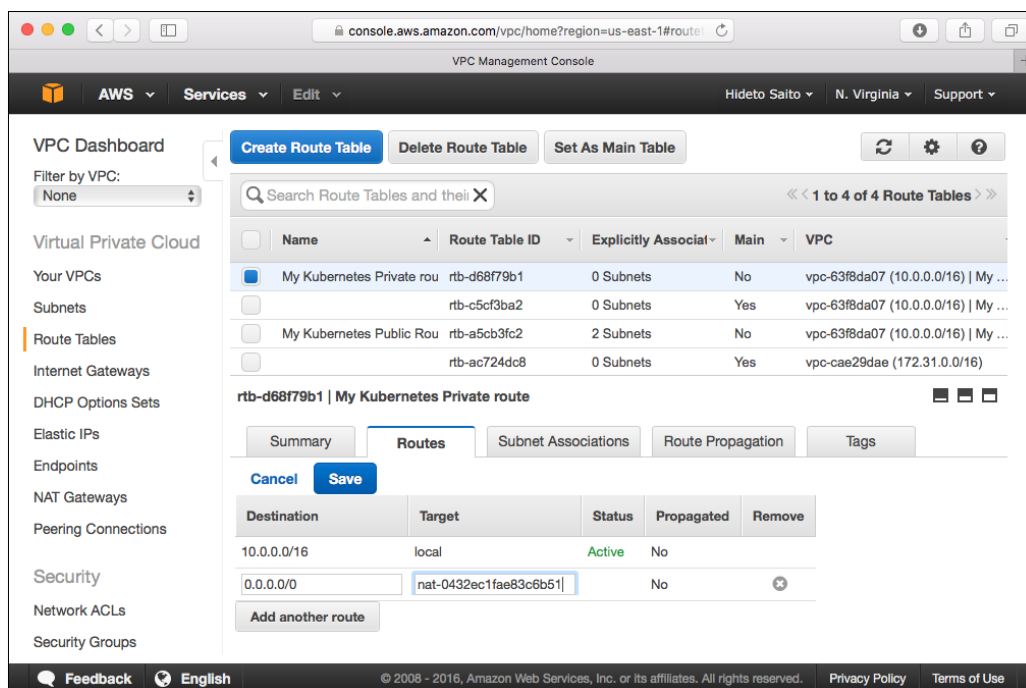 console.aws.amazon.com/vpc/home?region=us-east-1#route
VPC Management Console
AWS Services Edit Hideto Saito N. Virginia Support
VPC Dashboard
Filter by VPC:
None
Virtual Private Cloud
Your VPCs
Subnets
Route Tables
Internet Gateways
DHCP Options Sets
Elastic IPs
Endpoints
NAT Gateways
Peering Connections
Security
Network ACLs
Security Groups
Create Route Table Delete Route Table Set As Main Table
Search Route Tables and thei 1 to 4 of 4 Route Tables
Name Route Table ID Explicitly Associat Main VPC
My Kubernetes Private rou rtb-d68f79b1 0 Subnets No vpc-63f8da07 (10.0.0.0/16) | My ...
rtb-c5cf3ba2 0 Subnets Yes vpc-63f8da07 (10.0.0.0/16) | My ...
My Kubernetes Public Rou rtb-a5cb3fc2 2 Subnets No vpc-63f8da07 (10.0.0.0/16) | My ...
rtb-ac724dc8 0 Subnets Yes vpc-cae29dae (172.31.0.0/16)
rtb-d68f79b1 | My Kubernetes Private route
Summary Routes Subnet Associations Route Propagation Tags
Cancel Save
Destination Target Status Propagated Remove
10.0.0.0/16 local Active No
0.0.0.0/0 nat-0432ec1fae83c6b51 No
Add another route
Feedback English © 2008 - 2016, Amazon Web Services, Inc. or its affiliates. All rights reserved. Privacy Policy Terms of Use